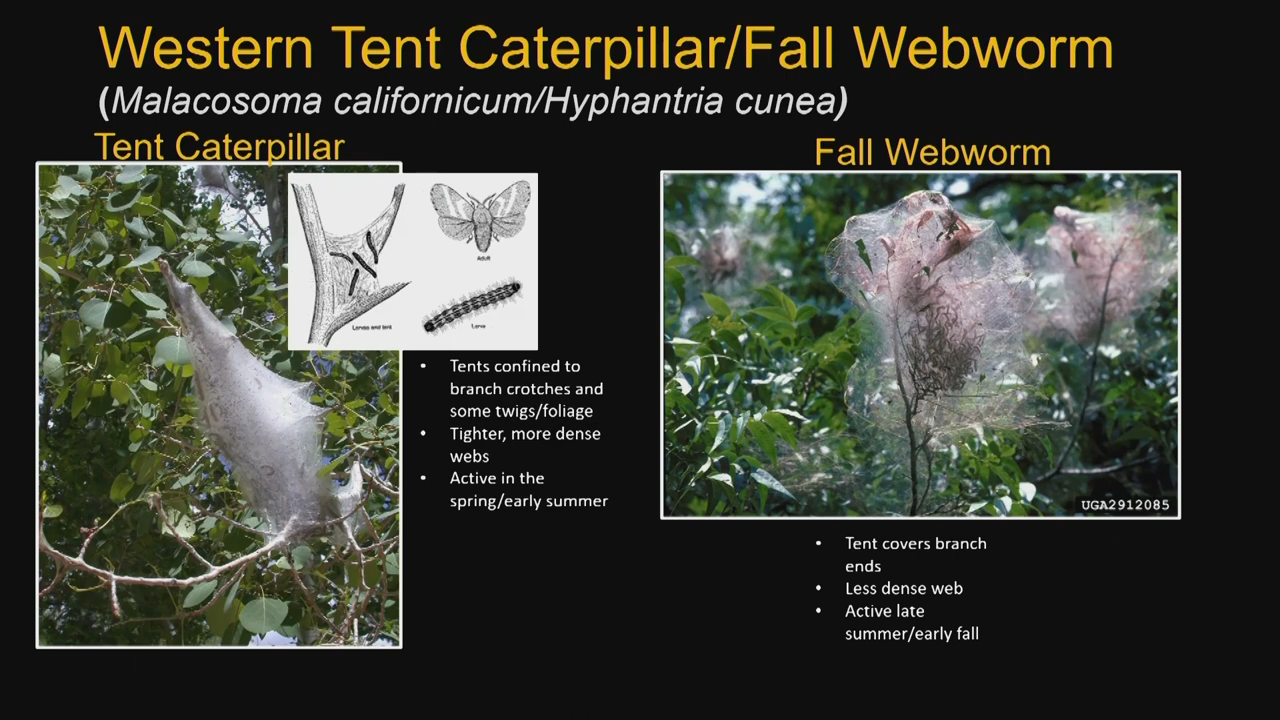 Western Tent Caterpillar/Fall Webworm
(Malacosoma californicum/Hyphantria cunea)
Tent Caterpillar
Adult
Larvae and tent
Larva
• Tents confined to
branch crotches and
some twigs/foliage
• Tighter, more dense
webs
• Active in the
spring/early summer
Fall Webworm
UGA2912085
• Tent covers branch
ends
• Less dense web
• Active late
summer/early fall